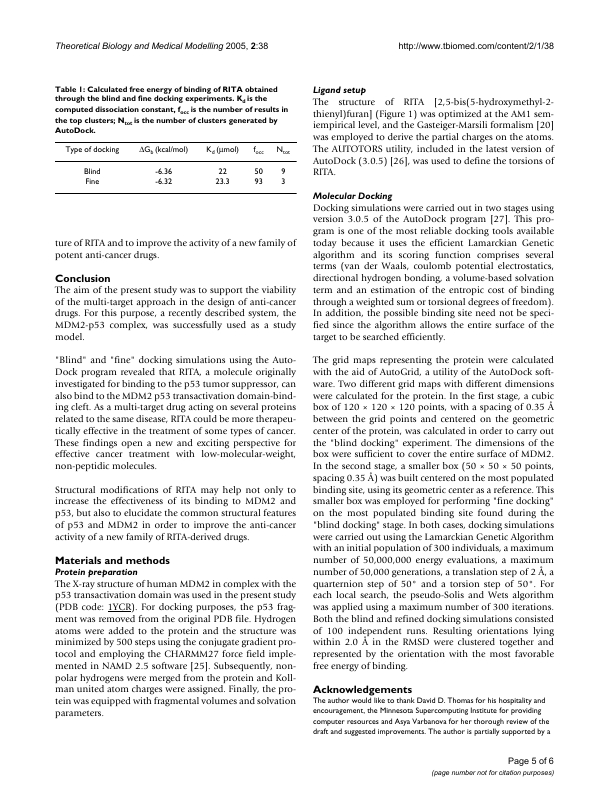 Theoretical Biology and Medical Modelling 2005, 2:38
http://www.tbiomed.com/content/2/1/38
Table 1: Calculated free energy of binding of RITA obtained
through the blind and fine docking experiments. Kd is the
computed dissociation constant, focc is the number of results in
the top clusters; Ntot is the number of clusters generated by
AutoDock.
Type of docking ΔGb (kcal/mol) Kd (μmol) focc Ntot
Blind -6.36 22 50 9
Fine -6.32 23.3 93 3
ture of RITA and to improve the activity of a new family of
potent anti-cancer drugs.
Conclusion
The aim of the present study was to support the viability
of the multi-target approach in the design of anti-cancer
drugs. For this purpose, a recently described system, the
MDM2-p53 complex, was successfully used as a study
model.
"Blind" and "fine" docking simulations using the Auto-
Dock program revealed that RITA, a molecule originally
investigated for binding to the p53 tumor suppressor, can
also bind to the MDM2 p53 transactivation domain-bind-
ing cleft. As a multi-target drug acting on several proteins
related to the same disease, RITA could be more therapeu-
tically effective in the treatment of some types of cancer.
These findings open a new and exciting perspective for
effective cancer treatment with low-molecular-weight,
non-peptidic molecules.
Structural modifications of RITA may help not only to
increase the effectiveness of its binding to MDM2 and
p53, but also to elucidate the common structural features
of p53 and MDM2 in order to improve the anti-cancer
activity of a new family of RITA-derived drugs.
Materials and methods
Protein preparation
The X-ray structure of human MDM2 in complex with the
p53 transactivation domain was used in the present study
(PDB code: 1YCR). For docking purposes, the p53 frag-
ment was removed from the original PDB file. Hydrogen
atoms were added to the protein and the structure was
minimized by 500 steps using the conjugate gradient pro-
tocol and employing the CHARMM27 force field imple-
mented in NAMD 2.5 software [25]. Subsequently, non-
polar hydrogens were merged from the protein and Koll-
man united atom charges were assigned. Finally, the pro-
tein was equipped with fragmental volumes and solvation
parameters.
Ligand setup
The structure of RITA [2,5-bis(5-hydroxymethyl-2-
thienyl)furan] (Figure 1) was optimized at the AM1 sem-
iempirical level, and the Gasteiger-Marsili formalism [20]
was employed to derive the partial charges on the atoms.
The AUTOTORS utility, included in the latest version of
AutoDock (3.0.5) [26], was used to define the torsions of
RITA.
Molecular Docking
Docking simulations were carried out in two stages using
version 3.0.5 of the AutoDock program [27]. This pro-
gram is one of the most reliable docking tools available
today because it uses the efficient Lamarckian Genetic
algorithm and its scoring function comprises several
terms (van der Waals, coulomb potential electrostatics,
directional hydrogen bonding, a volume-based solvation
term and an estimation of the entropic cost of binding
through a weighted sum or torsional degrees of freedom).
In addition, the possible binding site need not be speci-
fied since the algorithm allows the entire surface of the
target to be searched efficiently.
The grid maps representing the protein were calculated
with the aid of AutoGrid, a utility of the AutoDock soft-
ware. Two different grid maps with different dimensions
were calculated for the protein. In the first stage, a cubic
box of 120 × 120 × 120 points, with a spacing of 0.35 Å
between the grid points and centered on the geometric
center of the protein, was calculated in order to carry out
the "blind docking" experiment. The dimensions of the
box were sufficient to cover the entire surface of MDM2.
In the second stage, a smaller box (50 × 50 × 50 points,
spacing 0.35 Å) was built centered on the most populated
binding site, using its geometric center as a reference. This
smaller box was employed for performing "fine docking"
on the most populated binding site found during the
"blind docking" stage. In both cases, docking simulations
were carried out using the Lamarckian Genetic Algorithm
with an initial population of 300 individuals, a maximum
number of 50,000,000 energy evaluations, a maximum
number of 50,000 generations, a translation step of 2 Å, a
quarternion step of 50° and a torsion step of 50°. For
each local search, the pseudo-Solis and Wets algorithm
was applied using a maximum number of 300 iterations.
Both the blind and refined docking simulations consisted
of 100 independent runs. Resulting orientations lying
within 2.0 Å in the RMSD were clustered together and
represented by the orientation with the most favorable
free energy of binding.
Acknowledgements
The author would like to thank David D. Thomas for his hospitality and
encouragement, the Minnesota Supercomputing Institute for providing
computer resources and Asya Varbanova for her thorough review of the
draft and suggested improvements. The author is partially supported by a
Page 5 of 6
(page number not for citation purposes)